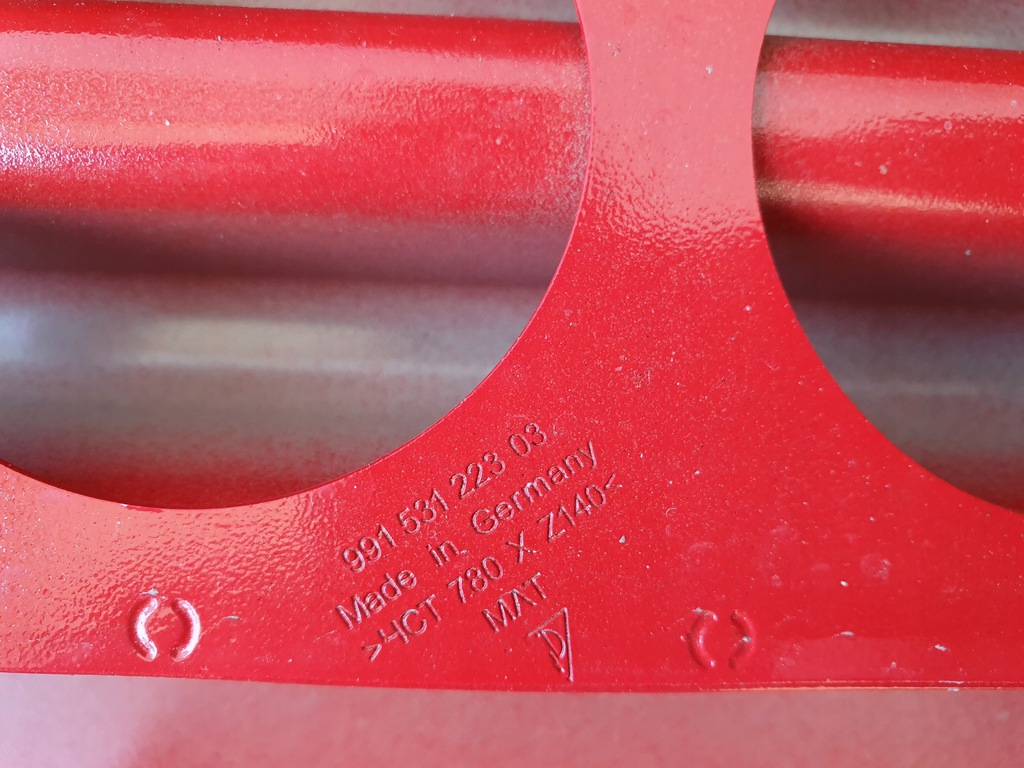 991 531 223 03
Made in Germany
>HCT 780 X Z140<
MAT